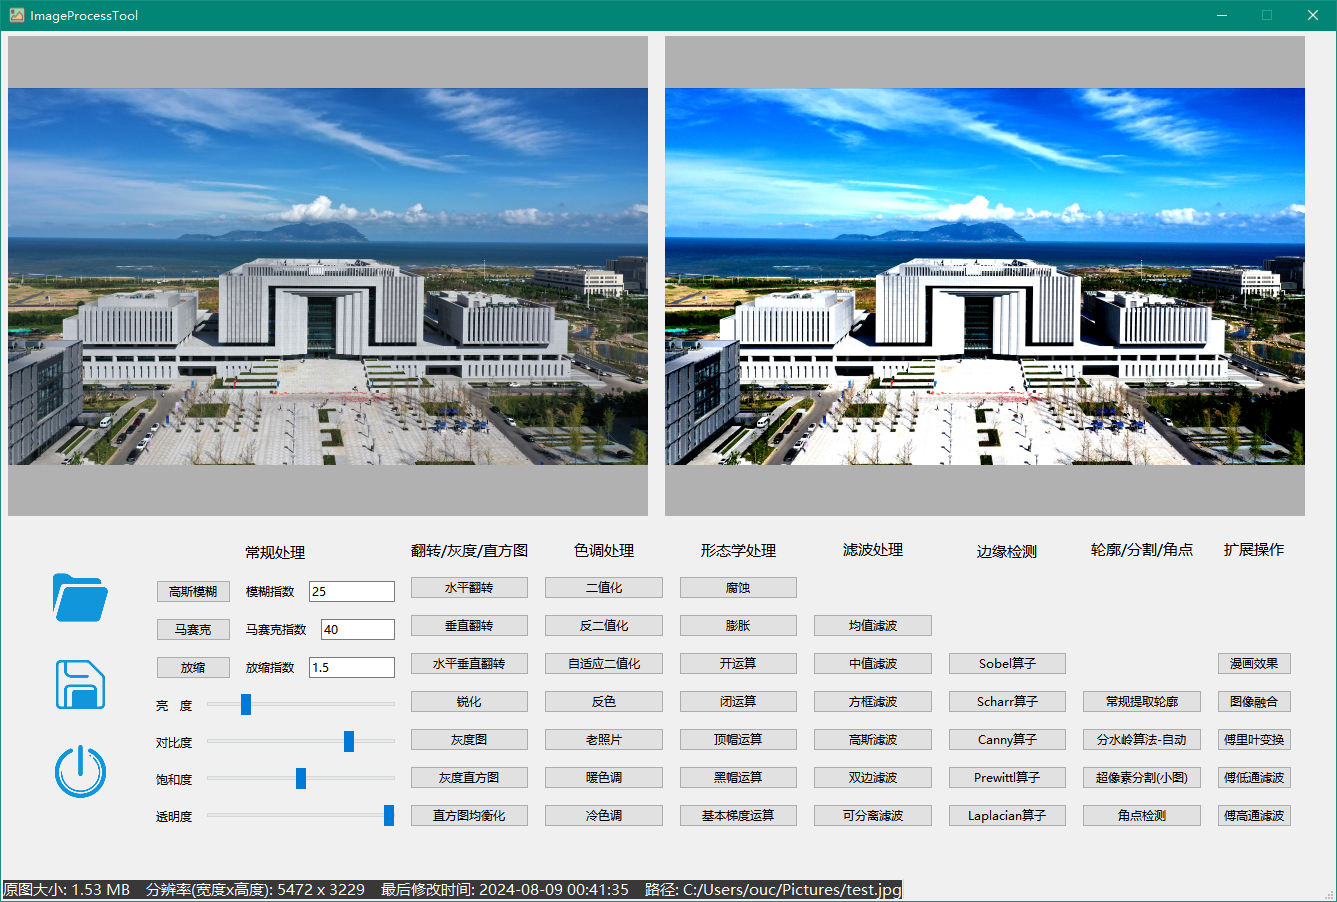 ImageProcessTool
常规处理 翻转/灰度/直方图 色调处理 形态学处理 滤波处理 边缘检测 轮廓/分割/角点 扩展操作
高斯模糊 模糊指数 25 水平翻转 二值化 腐蚀
马赛克 马赛克指数 40 垂直翻转 反二值化 膨胀 均值滤波
放缩 放缩指数 1.5 水平垂直翻转 自适应二值化 开运算 中值滤波 Sobel算子 漫画效果
亮 度 锐化 反色 闭运算 方框滤波 Scharr算子 常规提取轮廓 图像融合
对比度 灰度图 老照片 顶帽运算 高斯滤波 Canny算子 分水岭算法-自动 傅里叶变换
饱和度 灰度直方图 暖色调 黑帽运算 双边滤波 Prewittl算子 超像素分割(小图) 傅低通滤波
透明度 直方图均衡化 冷色调 基本梯度运算 可分离滤波 Laplacian算子 角点检测 傅高通滤波
原图大小: 1.53 MB 分辨率(宽度x高度): 5472 x 3229 最后修改时间: 2024-08-09 00:41:35 路径: C:/Users/ouc/Pictures/test.jpg